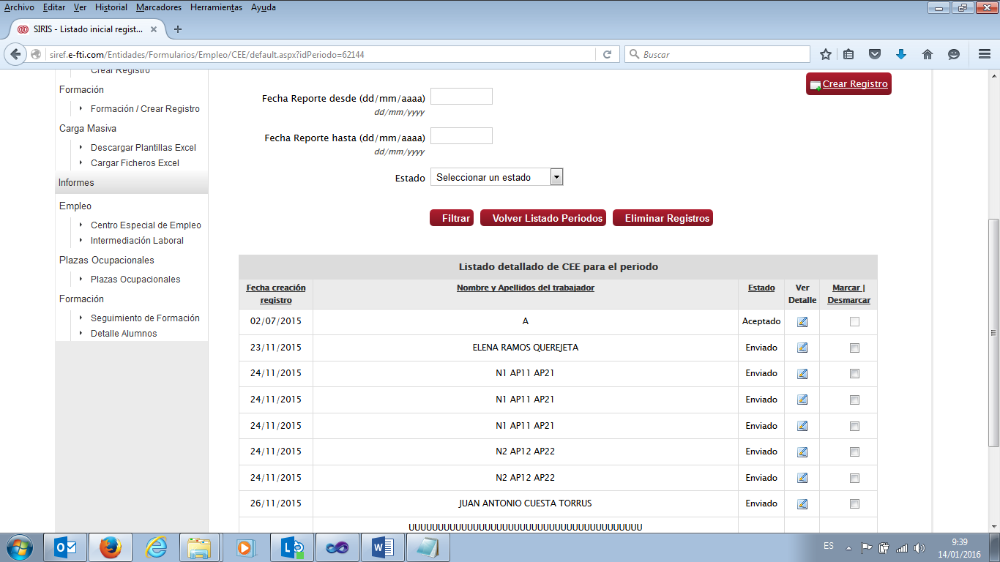 Archivo Editar Ver Historial Marcadores Herramientas Ayuda
SIRIS - Listado inicial regist...
siref.e-fti.com/Entidades/Formularios/Empleo/CEE/default.aspx?idPeriodo=62144
Buscar
Crear Registro
Formación
Formación / Crear Registro
Carga Masiva
Descargar Plantillas Excel
Cargar Ficheros Excel
Informes
Empleo
Centro Especial de Empleo
Intermediación Laboral
Plazas Ocupacionales
Plazas Ocupacionales
Formación
Seguimiento de Formación
Detalle Alumnos
Crear Registro
Fecha Reporte desde (dd/mm/aaaa)
dd/mm/yyyy
Fecha Reporte hasta (dd/mm/aaaa)
dd/mm/yyyy
Estado Seleccionar un estado
Filtrar Volver Listado Periodos Eliminar Registros
Listado detallado de CEE para el periodo
Fecha creación registro Nombre y Apellidos del trabajador Estado Ver Detalle Marcar | Desmarcar
02/07/2015 A Aceptado
23/11/2015 ELENA RAMOS QUEREJETA Enviado
24/11/2015 N1 AP11 AP21 Enviado
24/11/2015 N1 AP11 AP21 Enviado
24/11/2015 N1 AP11 AP21 Enviado
24/11/2015 N2 AP12 AP22 Enviado
24/11/2015 N2 AP12 AP22 Enviado
26/11/2015 JUAN ANTONIO CUESTA TORRUS Enviado
ES
9:39
14/01/2016